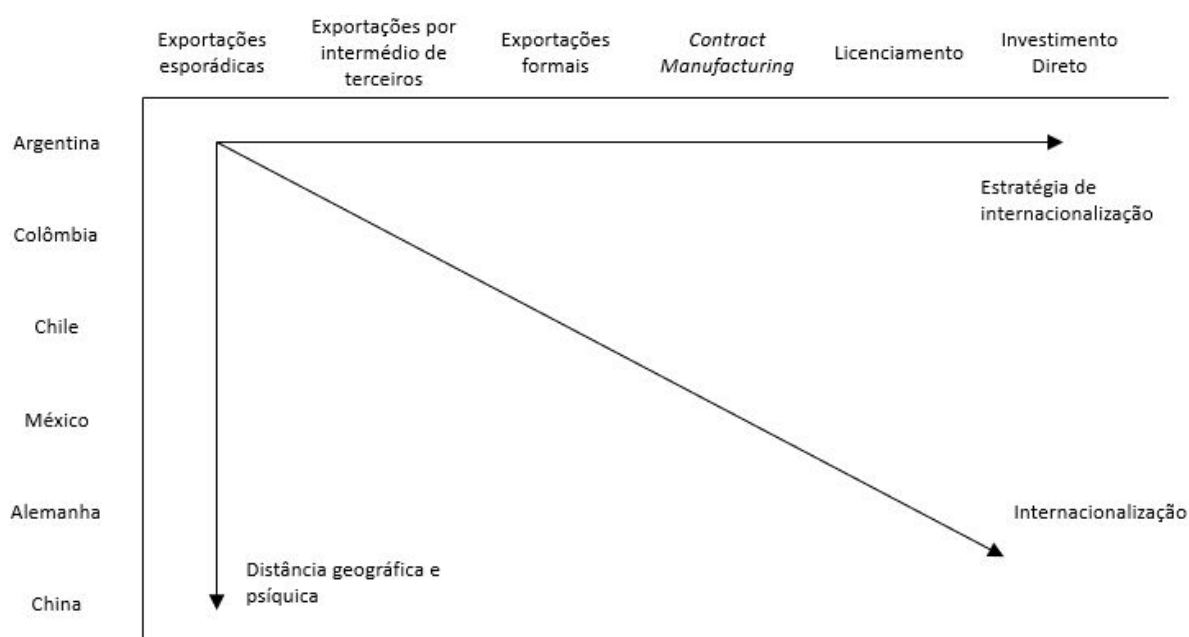 Exportações
esporádicas
Exportações por
intermédio de
terceiros
Exportações
formais
Contract
Manufacturing
Licenciamento
Investimento
Direto
Argentina
Estratégia de
internacionalização
Colômbia
Chile
México
Alemanha
Internacionalização
Distância geográfica e
psíquica
China